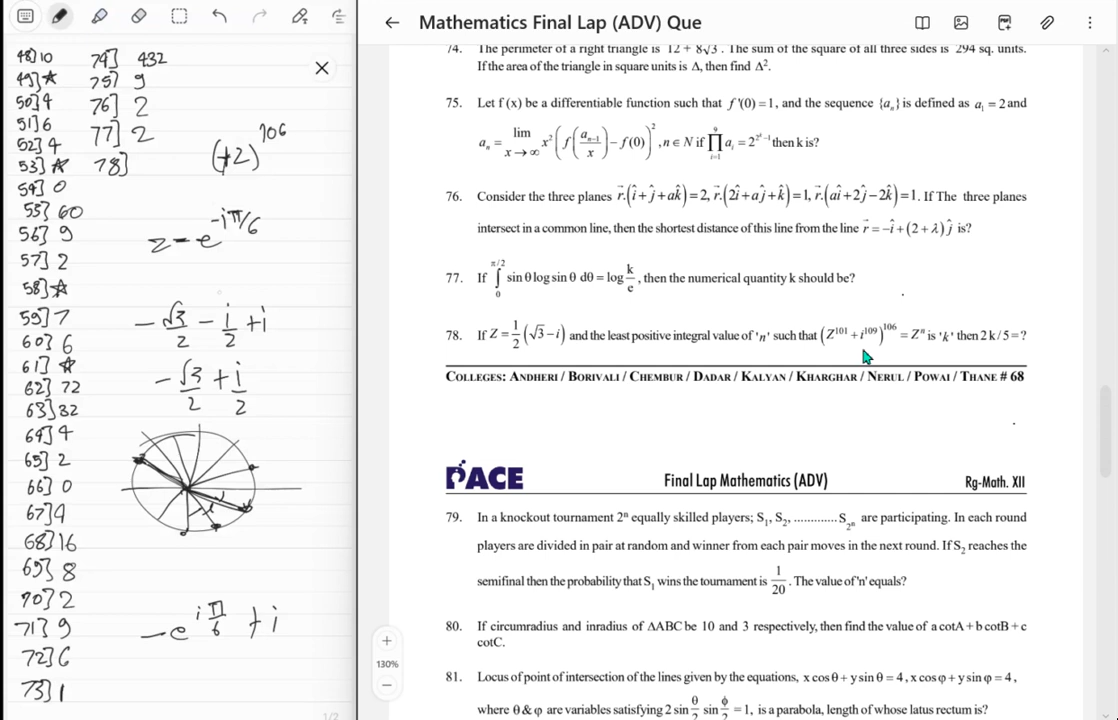 Mathematics Final Lap (ADV) Que
48] 10
49] ☆
50] 4
51] 6
52] 4
53] ☆
54] 0
55] 60
56] 9
57] 2
58] ☆
59] 7
60] 6
61] ☆
62] 72
63] 32
64] 4
65] 2
66] 0
67] 4
68] 16
69] 8
70] 2
71] 9
72] 6
73] 1
74] 432
75] 9
76] 2
77] 2
78]
z = e^{-iπ/6}
-√3/2 - i/2 + i
-√3/2 + i/2
-e^{iπ/6} + i
1/2
74. The perimeter of a right triangle is 12 + 8√3 . The sum of the square of all three sides is 294 sq. units.
If the area of the triangle in square units is Δ, then find Δ².
75. Let f (x) be a differentiable function such that f '(0) = 1, and the sequence {aₙ} is defined as a₁ = 2 and
aₙ = lim x→∞ x² ( f( aₙ₋₁/x ) − f(0) )² , n ∈ N if ∏_{i=1}^{9} aᵢ = 2^{2^k −1} then k is?
76. Consider the three planes r⃗.(î + ĵ + ak̂) = 2, r⃗.(2î + aĵ + k̂) = 1, r⃗.(aî + 2ĵ − 2k̂) = 1. If The three planes
intersect in a common line, then the shortest distance of this line from the line r⃗ = −î + (2 + λ) ĵ is?
77. If ∫_0^{π/2} sin θ log sin θ dθ = log k/e , then the numerical quantity k should be?
78. If Z = 1/2 (√3 − i) and the least positive integral value of 'n' such that (Z¹⁰¹ + i¹⁰⁹)¹⁰⁶ = Zⁿ is 'k' then 2 k / 5 = ?
COLLEGES: ANDHERI / BORIVALI / CHEMBUR / DADAR / KALYAN / KHARGHAR / NERUL / POWAI / THANE # 68
PACE
Final Lap Mathematics (ADV)
Rg-Math. XII
79. In a knockout tournament 2ⁿ equally skilled players; S₁, S₂, ............. S_{2ⁿ} are participating. In each round
players are divided in pair at random and winner from each pair moves in the next round. If S₂ reaches the
semifinal then the probability that S₁ wins the tournament is 1/20 . The value of 'n' equals?
80. If circumradius and inradius of ΔABC be 10 and 3 respectively, then find the value of a cotA + b cotB + c
cotC.
81. Locus of point of intersection of the lines given by the equations, x cos θ + y sin θ = 4, x cos φ + y sin φ = 4 ,
where θ & φ are variables satisfying 2 sin θ/2 sin φ/2 = 1, is a parabola, length of whose latus rectum is?
130%